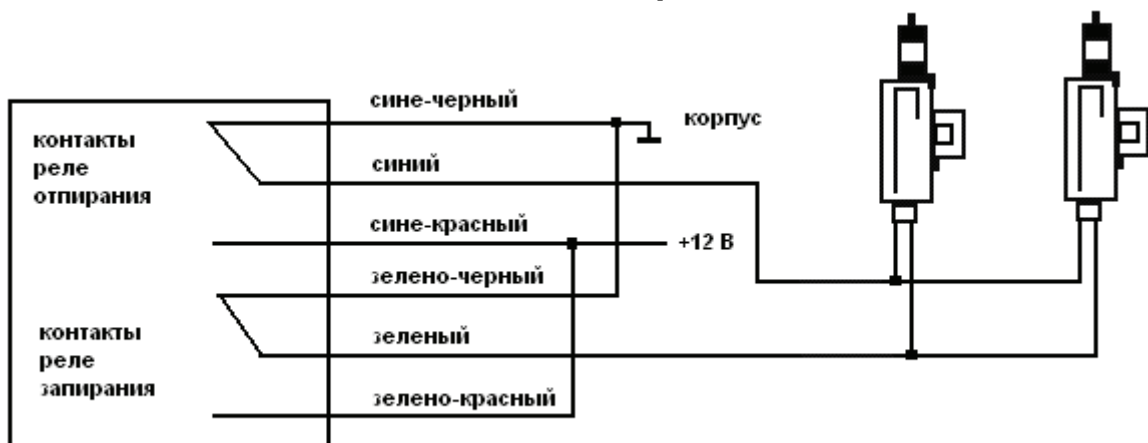 сине-черный
корпус
контакты
реле
отпирания
синий
сине-красный
+12 В
зелено-черный
контакты
реле
запирания
зеленый
зелено-красный